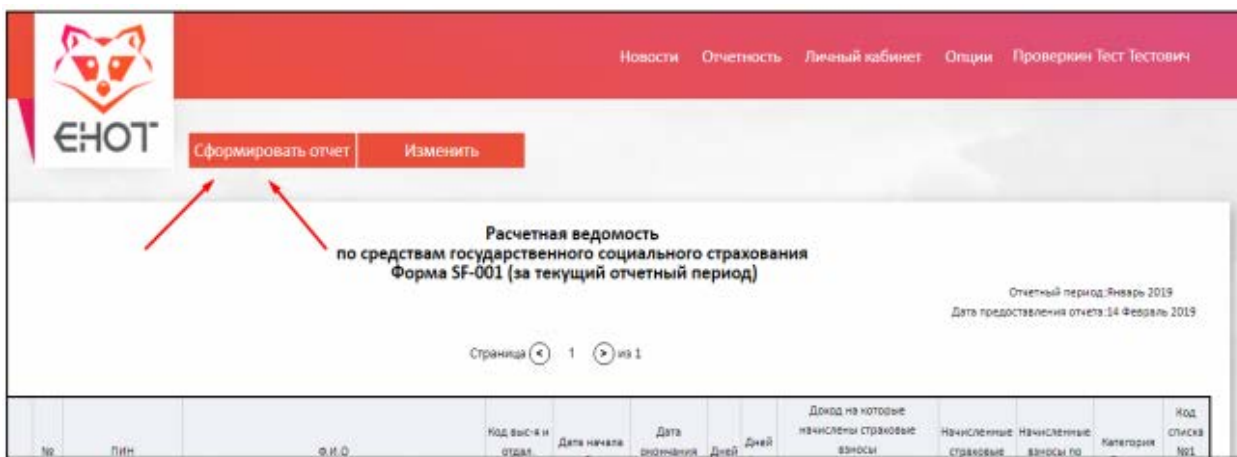 Новости Отчетность Личный кабинет Опции Проверкин Тест Тестович
ЕНОТ
Сформировать отчет Изменить
Расчетная ведомость
по средствам государственного социального страхования
Форма SF-001 (за текущий отчетный период)
Отчетный период:Январь 2019
Дата предоставления отчета:14 Февраль 2019
Страница < 1 > из 1
Доход на которые Код
Код выс-я и Дата начислены страховые Начисленные Начисленные списка
№ ПИН Ф.И.О отдал. Дата начала окончания Дней Дней взносы страховые взносы по Категория №1